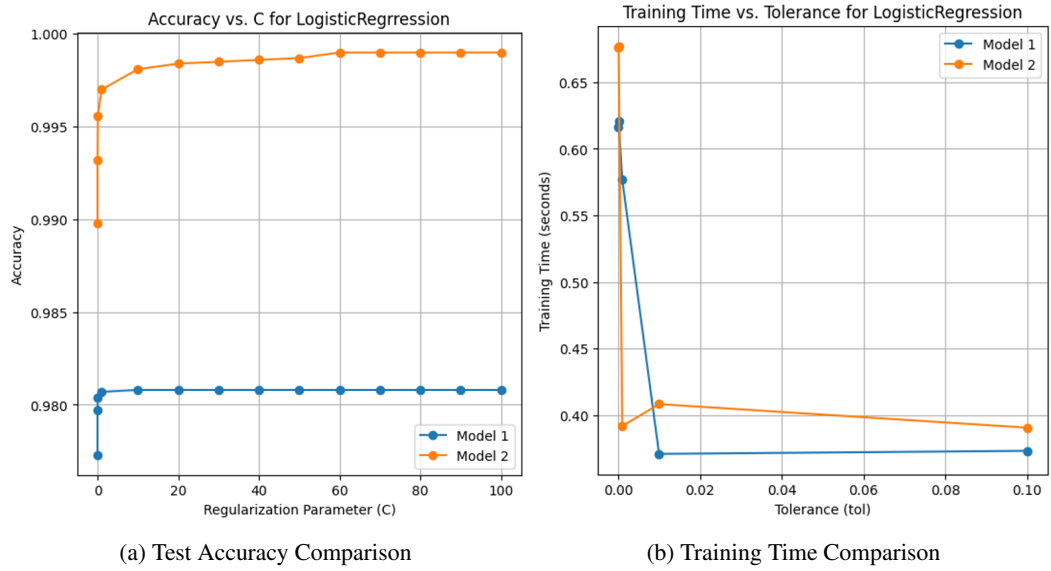 Accuracy vs. C for LogisticRegrression
1.000
0.995
0.990
0.985
0.980
Accuracy
0 20 40 60 80 100
Regularization Parameter (C)
Model 1
Model 2
(a) Test Accuracy Comparison
Training Time vs. Tolerance for LogisticRegression
0.65
0.60
0.55
0.50
0.45
0.40
Training Time (seconds)
0.00 0.02 0.04 0.06 0.08 0.10
Tolerance (tol)
Model 1
Model 2
(b) Training Time Comparison